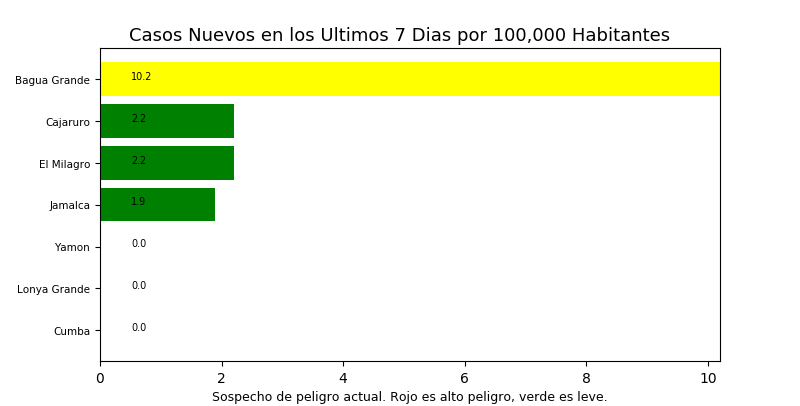 Casos Nuevos en los Ultimos 7 Dias por 100,000 Habitantes
Bagua Grande 10.2
Cajaruro 2.2
El Milagro 2.2
Jamalca 1.9
Yamon 0.0
Lonya Grande 0.0
Cumba 0.0
0 2 4 6 8 10
Sospecho de peligro actual. Rojo es alto peligro, verde es leve.